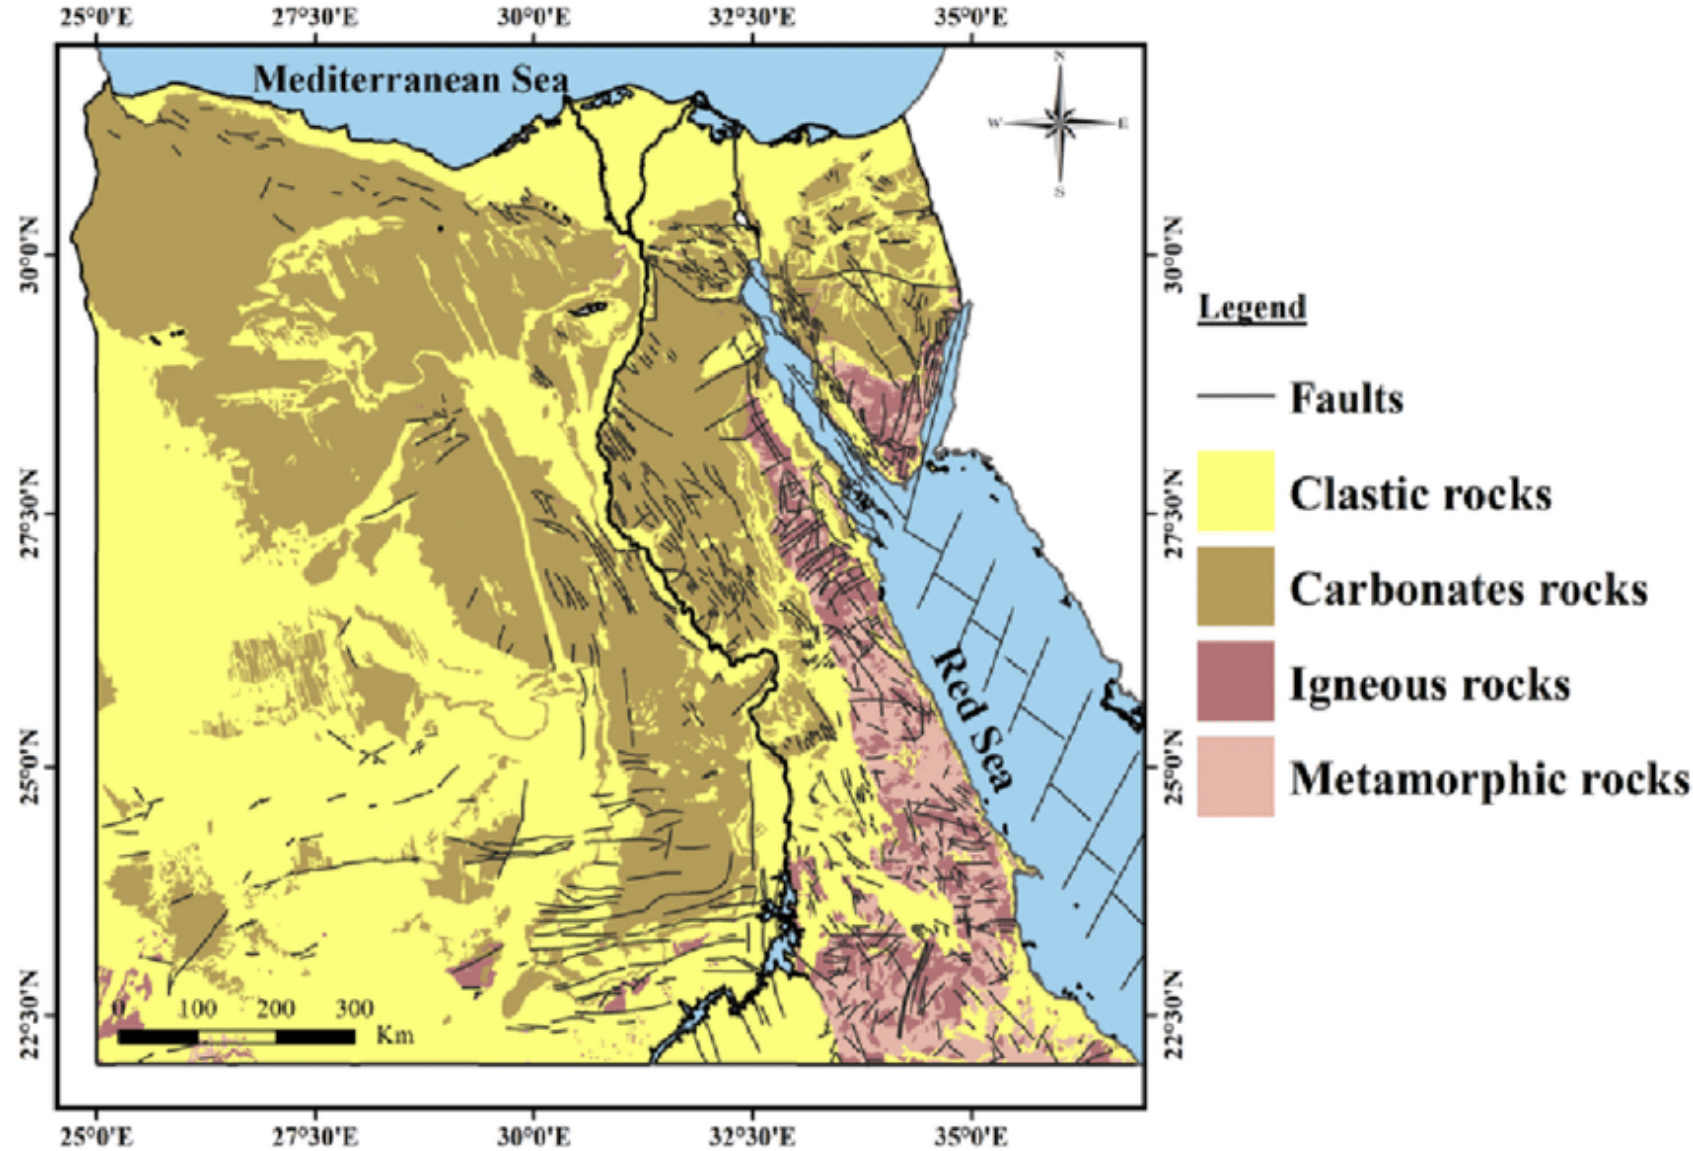 25°0'E 27°30'E 30°0'E 32°30'E 35°0'E
Mediterranean Sea
N
W E
S
30°0'N 30°0'N
Legend
Faults
Clastic rocks
27°30'N 27°30'N
Carbonates rocks
Igneous rocks
Red Sea
25°0'N 25°0'N
Metamorphic rocks
22°30'N 22°30'N
0 100 200 300
Km
25°0'E 27°30'E 30°0'E 32°30'E 35°0'E